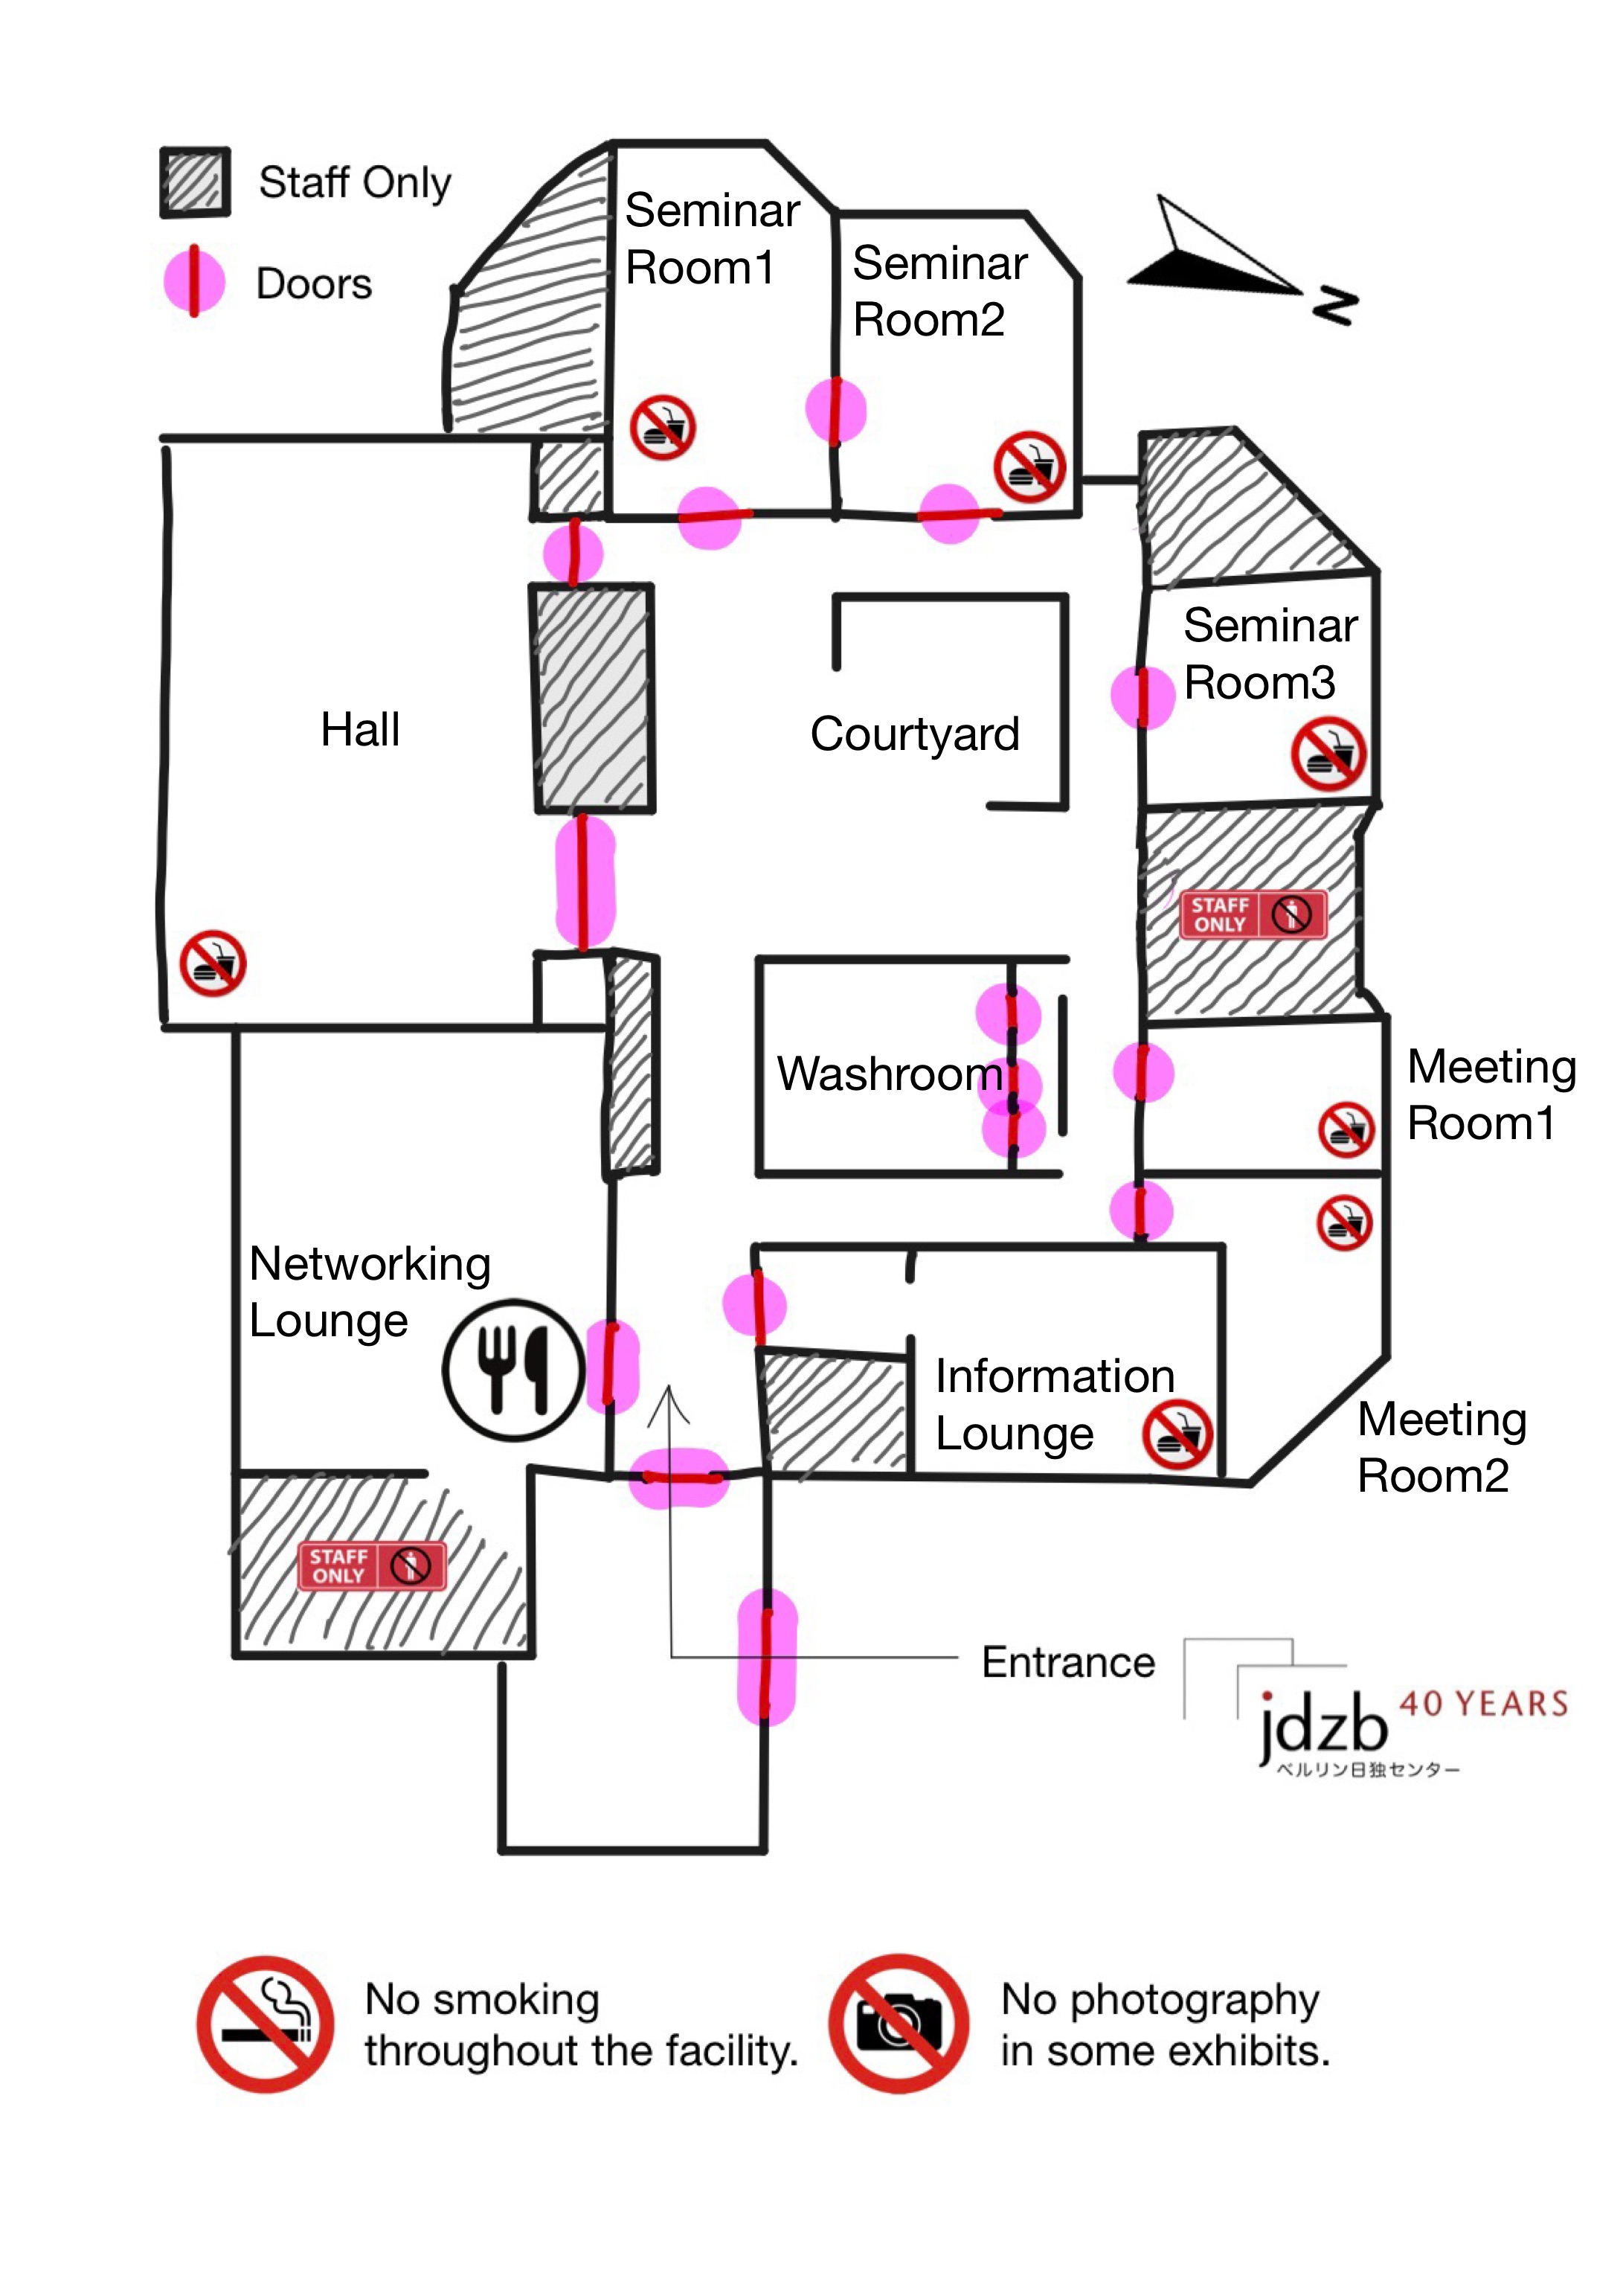 Staff Only
Doors
Seminar
Room1
Seminar
Room2
N
Seminar
Room3
Hall
Courtyard
STAFF
ONLY
Washroom
Meeting
Room1
Networking
Lounge
Information
Lounge
Meeting
Room2
STAFF
ONLY
Entrance
jdzb 40 YEARS
ベルリン日独センター
No smoking
throughout the facility.
No photography
in some exhibits.